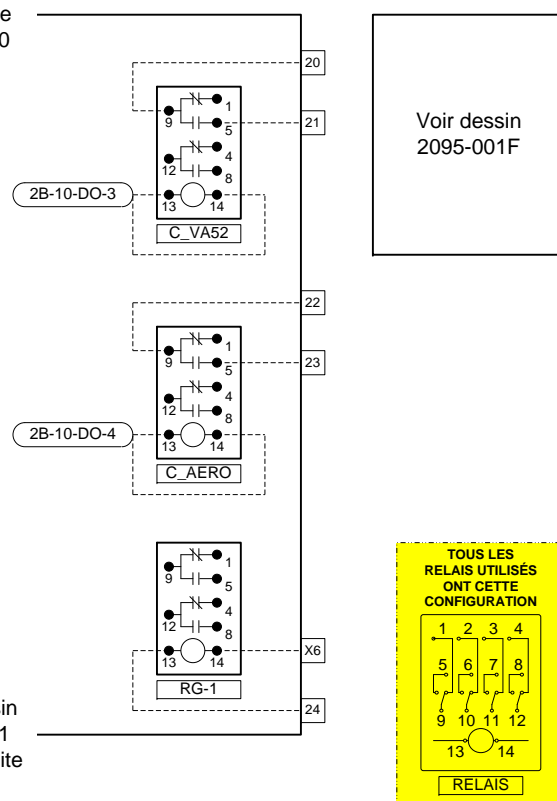 e
0
20
1
9
5
21
4
12
8
2B-10-DO-3
13
14
C_VA52
22
1
9
5
23
4
12
8
2B-10-DO-4
13
14
C_AERO
1
9
5
4
12
8
13
14
X6
RG-1
24
sin
1
ite
Voir dessin
2095-001F
TOUS LES
RELAIS UTILISÉS
ONT CETTE
CONFIGURATION
1 2 3 4
5 6 7 8
9 10 11 12
13 14
RELAIS